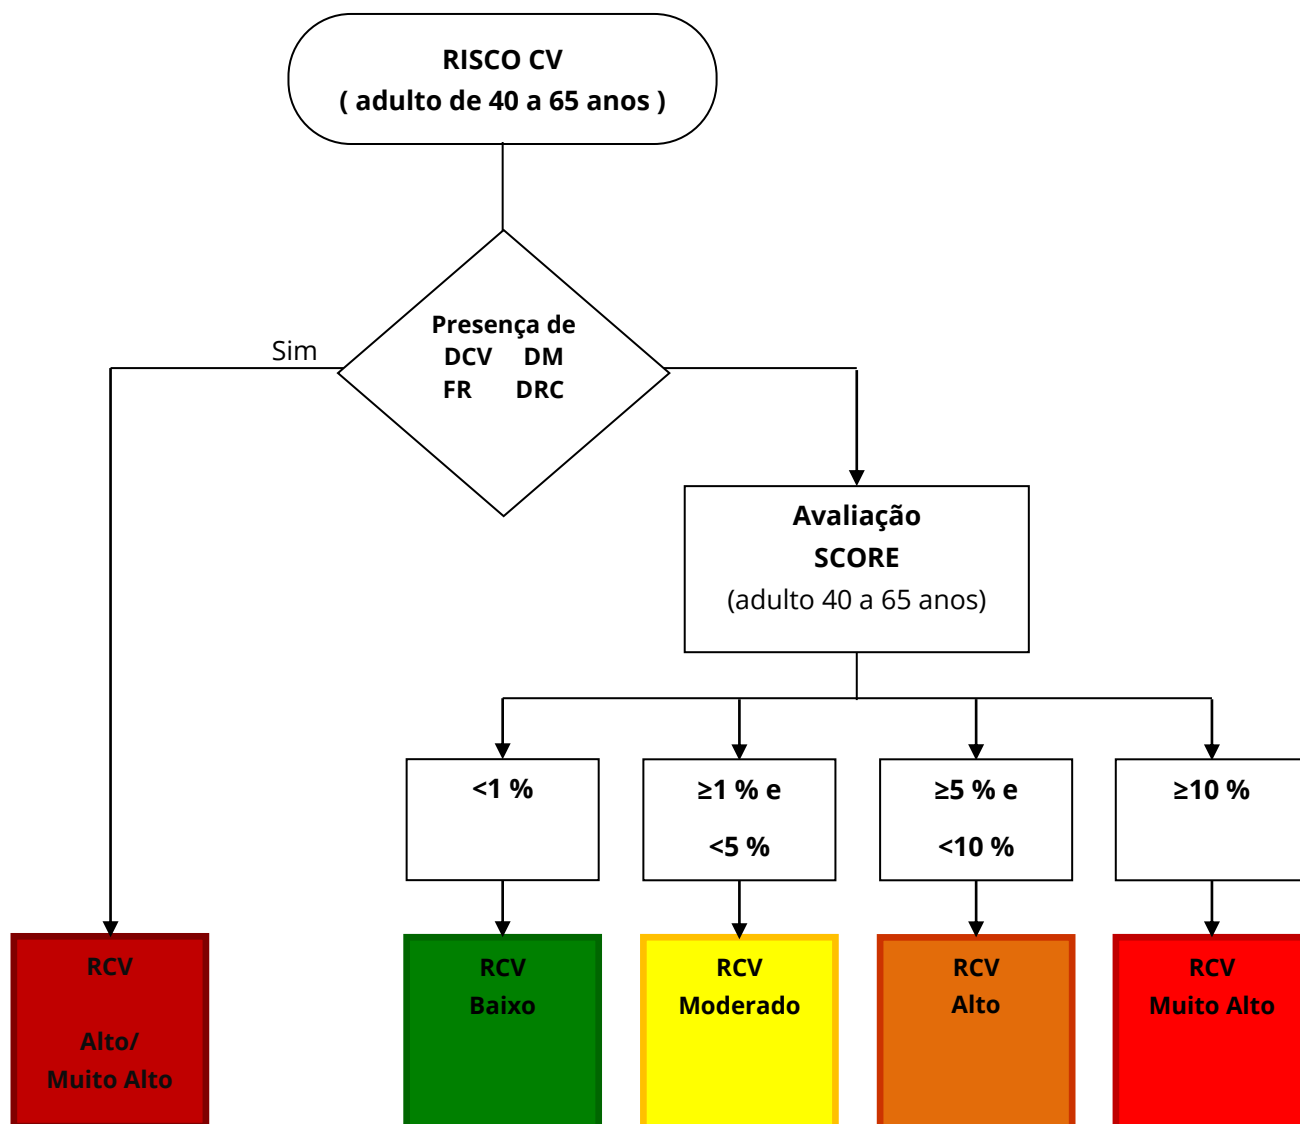 RISCO CV
( adulto de 40 a 65 anos )
Presença de
DCV DM
FR DRC
Sim
Avaliação
SCORE
(adulto 40 a 65 anos)
<1 %
≥1 % e
<5 %
≥5 % e
<10 %
≥10 %
RCV
Alto/
Muito Alto
RCV
Baixo
RCV
Moderado
RCV
Alto
RCV
Muito Alto